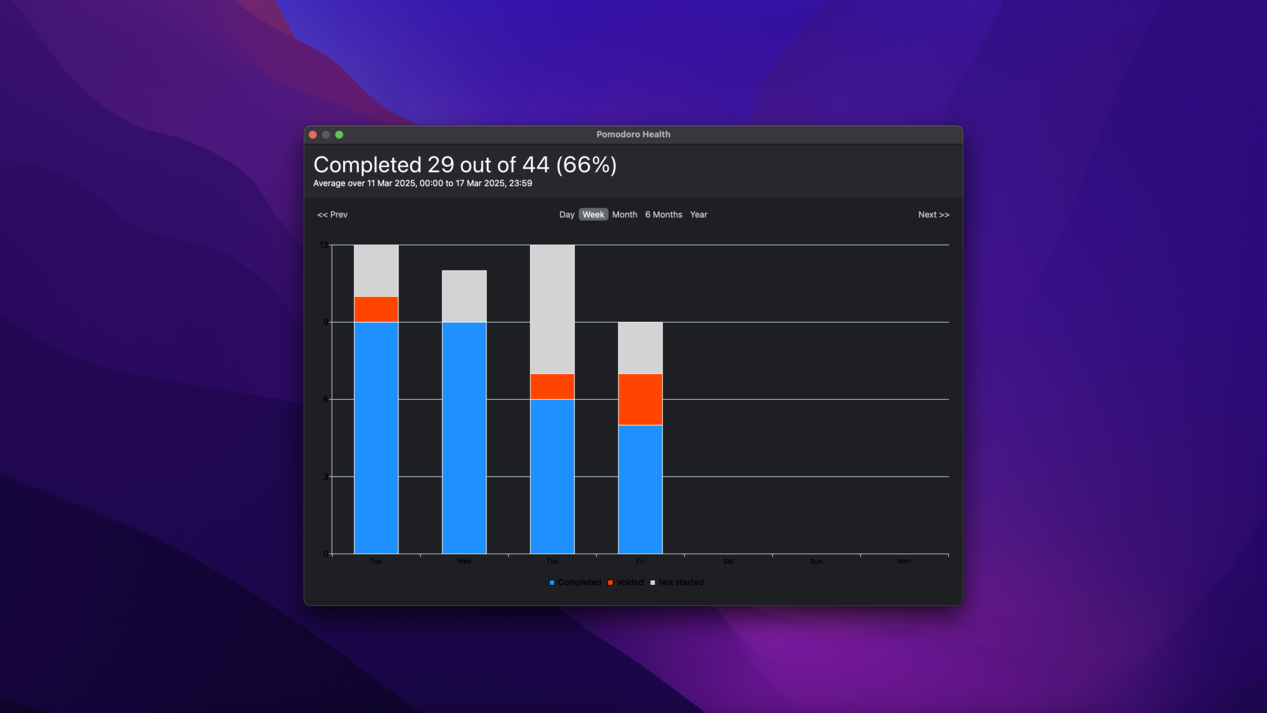 Pomodoro Health
Completed 29 out of 44 (66%)
Average over 11 Mar 2025, 00:00 to 17 Mar 2025, 23:59
<< Prev Day Week Month 6 Months Year Next >>
12
9
6
3
0
Tue Wed Thu Fri Sat Sun Mon
Completed Voided Not started